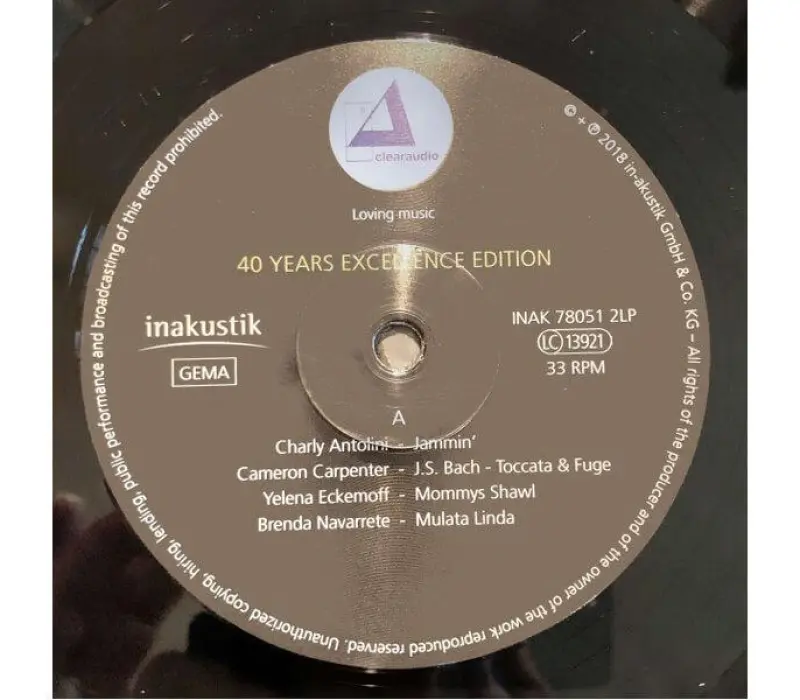 clearaudio
Loving music
40 YEARS EXCELLENCE EDITION
inakustik
GEMA
INAK 78051 2LP
LC 13921
33 RPM
A
Charly Antolini - Jammin'
Cameron Carpenter - J.S. Bach - Toccata & Fuge
Yelena Eckemoff - Mommys Shawl
Brenda Navarrete - Mulata Linda
© + ℗ 2018 in-akustik GmbH & Co. KG – All rights of the producer and of the owner of the work reproduced reserved. Unauthorized copying, hiring, lending, public performance and broadcasting of this record prohibited.